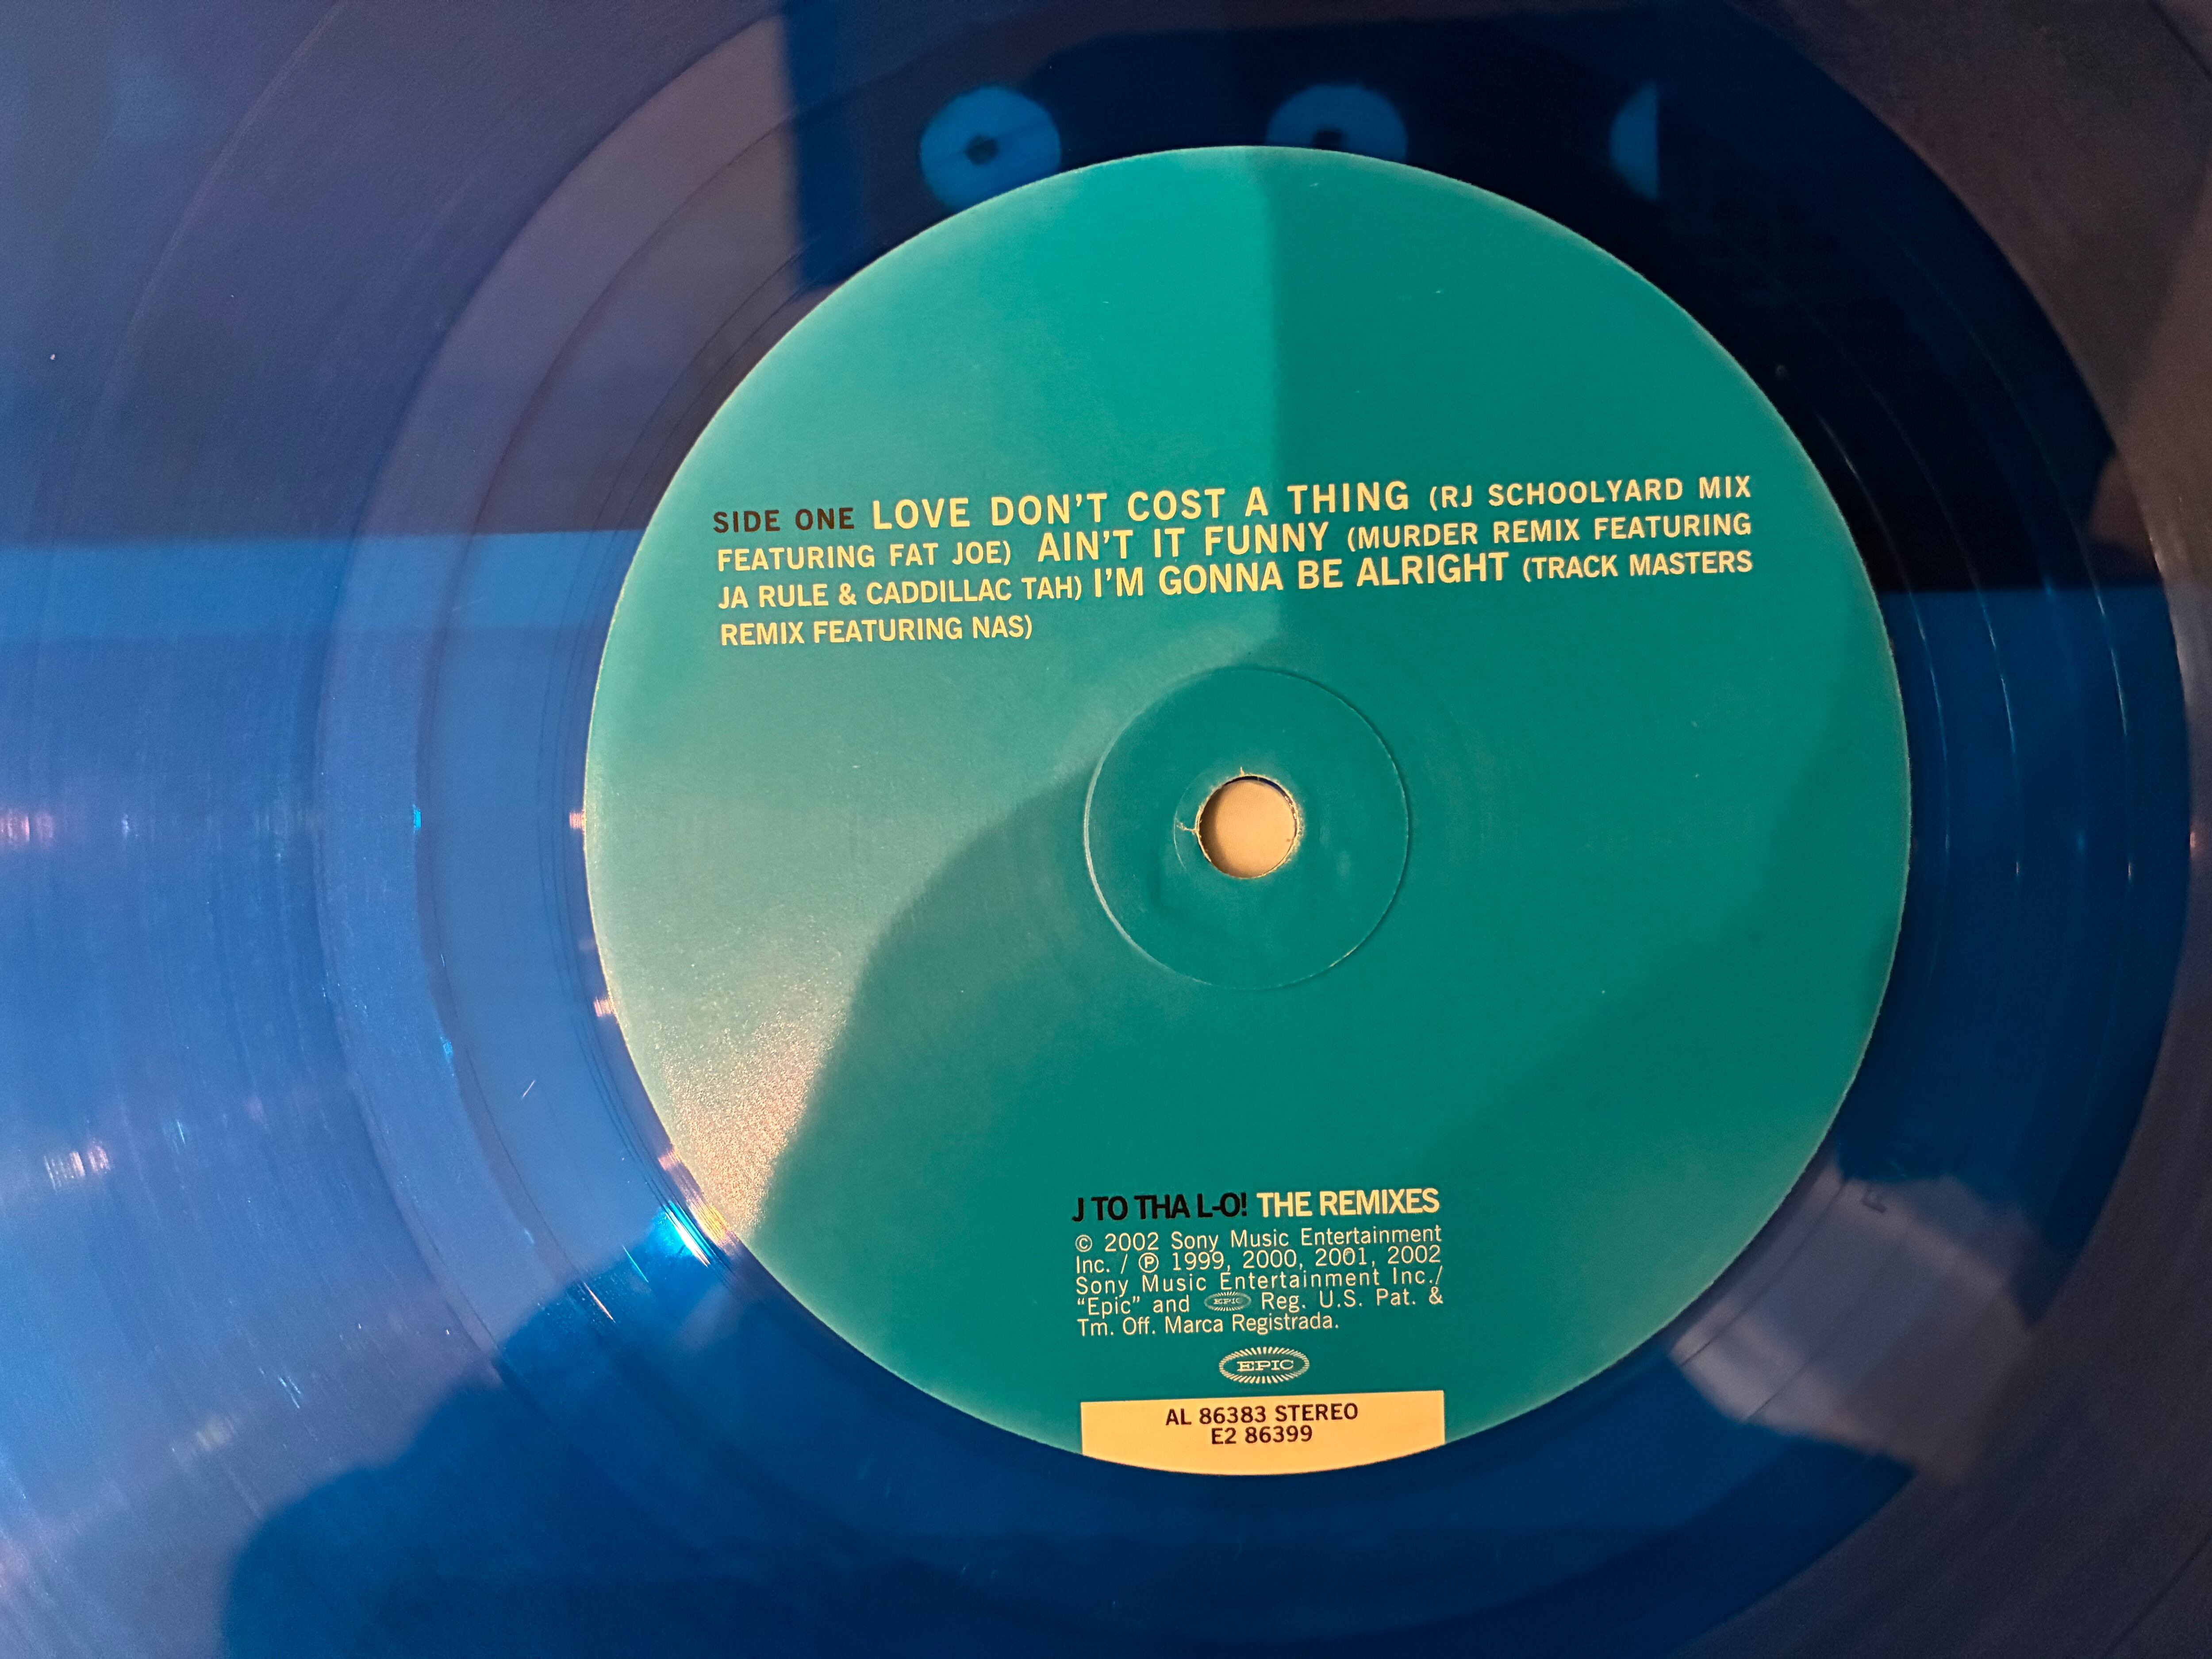 SIDE ONE LOVE DON'T COST A THING (RJ SCHOOLYARD MIX
FEATURING FAT JOE) AIN'T IT FUNNY (MURDER REMIX FEATURING
JA RULE & CADDILLAC TAH) I'M GONNA BE ALRIGHT (TRACK MASTERS
REMIX FEATURING NAS)
J TO THA L-O! THE REMIXES
© 2002 Sony Music Entertainment
Inc. / ℗ 1999, 2000, 2001, 2002
Sony Music Entertainment Inc./
“Epic” and EPIC Reg. U.S. Pat. &
Tm. Off. Marca Registrada.
EPIC
AL 86383 STEREO
E2 86399